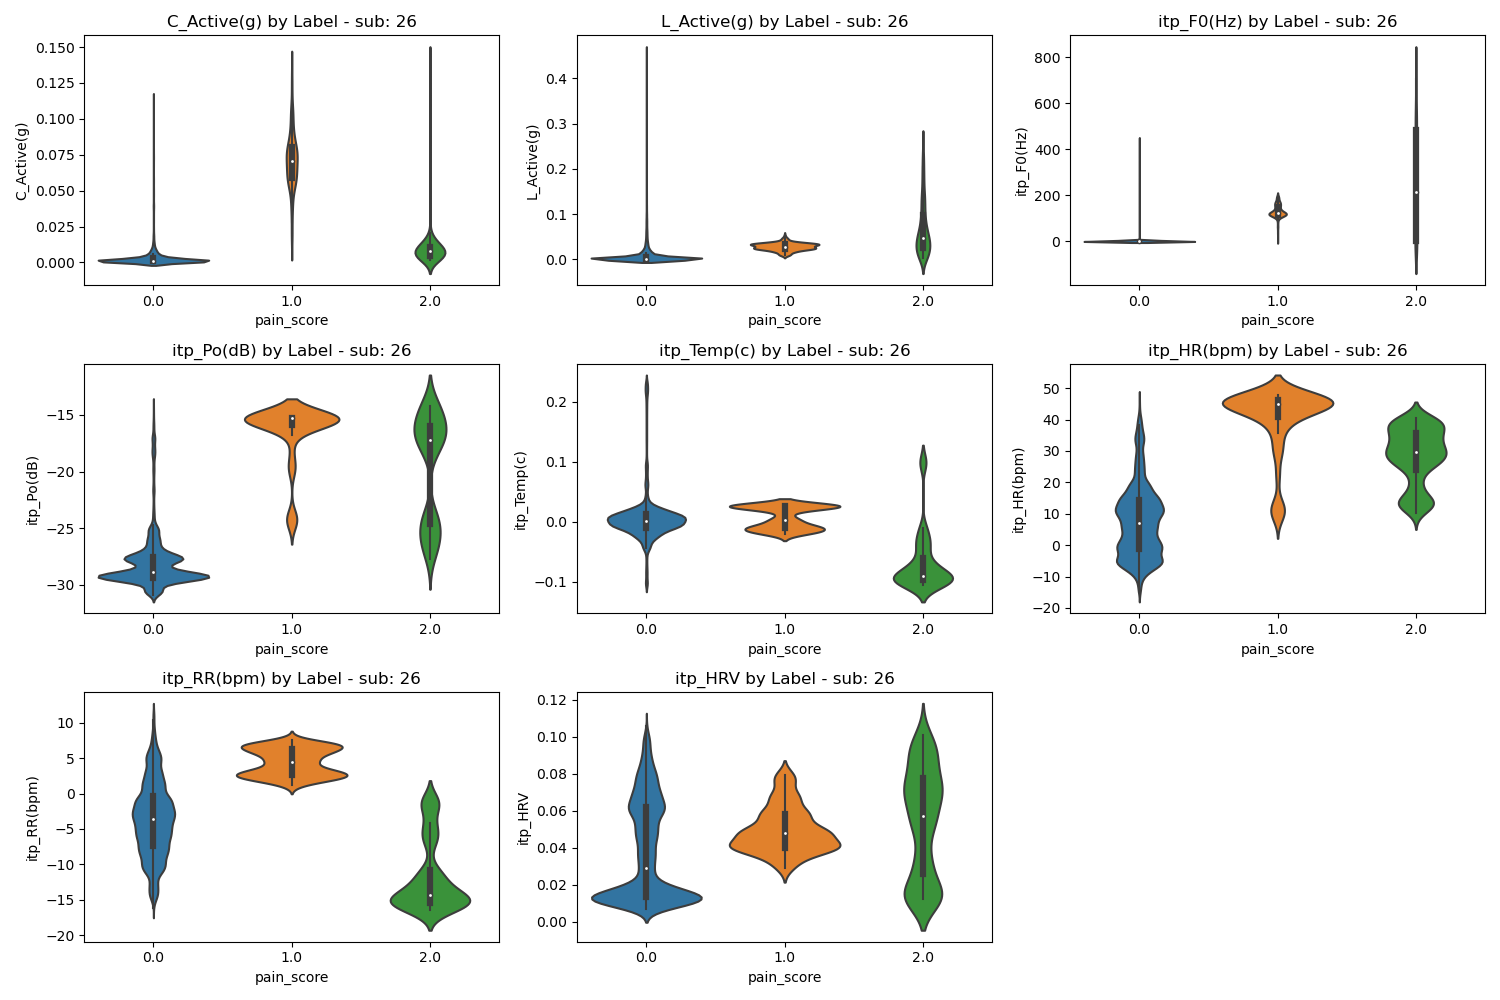 C_Active(g) by Label - sub: 26
C_Active(g)
0.150
0.125
0.100
0.075
0.050
0.025
0.000
0.0 1.0 2.0
pain_score
L_Active(g) by Label - sub: 26
L_Active(g)
0.4
0.3
0.2
0.1
0.0
0.0 1.0 2.0
pain_score
itp_F0(Hz) by Label - sub: 26
itp_F0(Hz)
800
600
400
200
0
0.0 1.0 2.0
pain_score
itp_Po(dB) by Label - sub: 26
itp_Po(dB)
−15
−20
−25
−30
0.0 1.0 2.0
pain_score
itp_Temp(c) by Label - sub: 26
itp_Temp(c)
0.2
0.1
0.0
−0.1
0.0 1.0 2.0
pain_score
itp_HR(bpm) by Label - sub: 26
itp_HR(bpm)
50
40
30
20
10
0
−10
−20
0.0 1.0 2.0
pain_score
itp_RR(bpm) by Label - sub: 26
itp_RR(bpm)
10
5
0
−5
−10
−15
−20
0.0 1.0 2.0
pain_score
itp_HRV by Label - sub: 26
itp_HRV
0.12
0.10
0.08
0.06
0.04
0.02
0.00
0.0 1.0 2.0
pain_score